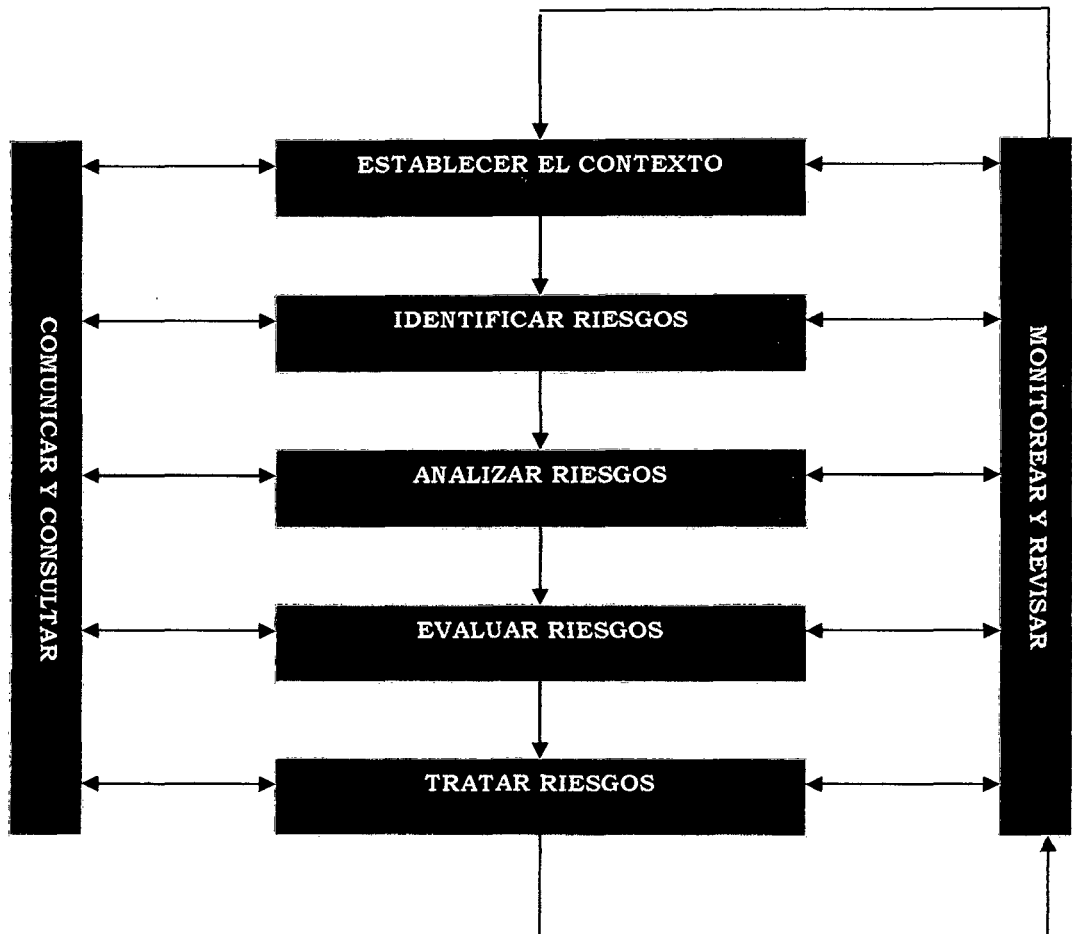 ESTABLECER EL CONTEXTO
IDENTIFICAR RIESGOS
ANALIZAR RIESGOS
EVALUAR RIESGOS
TRATAR RIESGOS
COMUNICAR Y CONSULTAR
MONITOREAR Y REVISAR